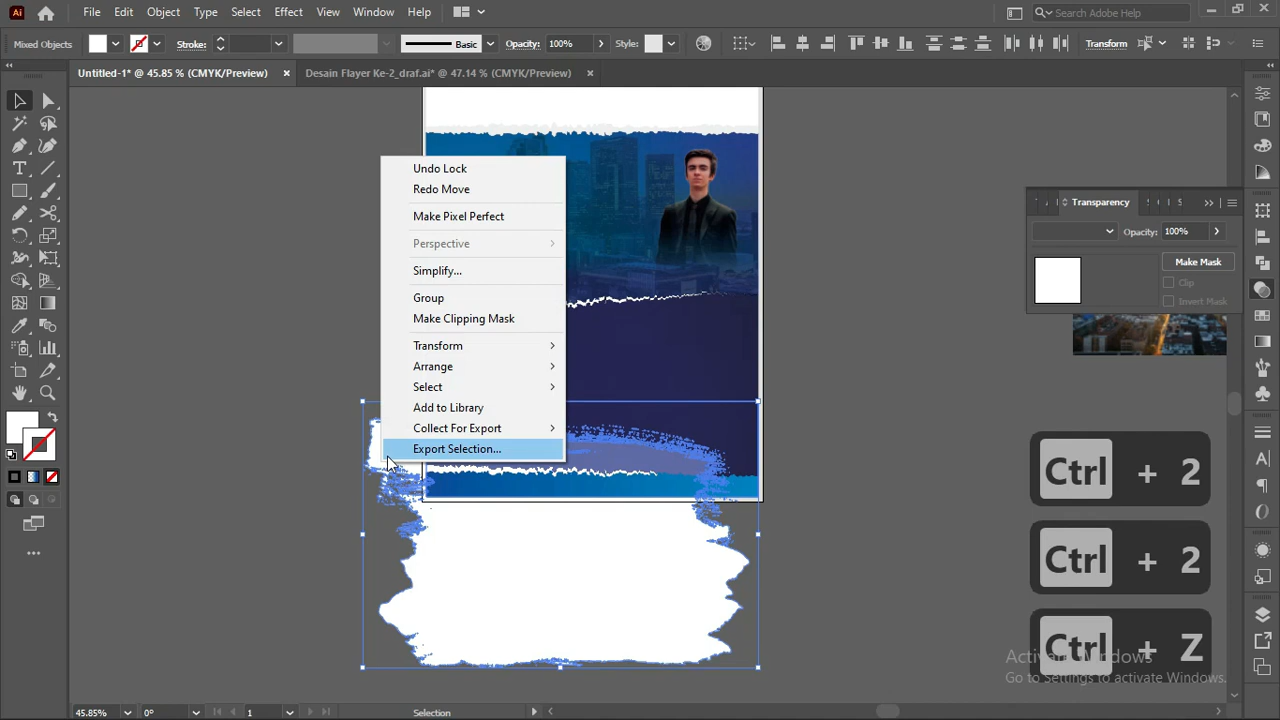 Ai File Edit Object Type Select Effect View Window Help Search Adobe Help
Mixed Objects Stroke: Basic Opacity: 100% Style: Transform
Untitled-1* @ 45.85 % (CMYK/Preview) × Desain Flayer Ke-2_draf.ai* @ 47.14 % (CMYK/Preview) ×
Undo Lock
Redo Move
Make Pixel Perfect
Perspective
Simplify...
Group
Make Clipping Mask
Transform
Arrange
Select
Add to Library
Collect For Export
Export Selection...
Transparency
Opacity: 100%
Make Mask
Clip
Invert Mask
Ctrl + 2
Ctrl + 2
Ctrl + Z
Activate Windows
Go to Settings to activate Windows.
45.85% 0° 1 Selection